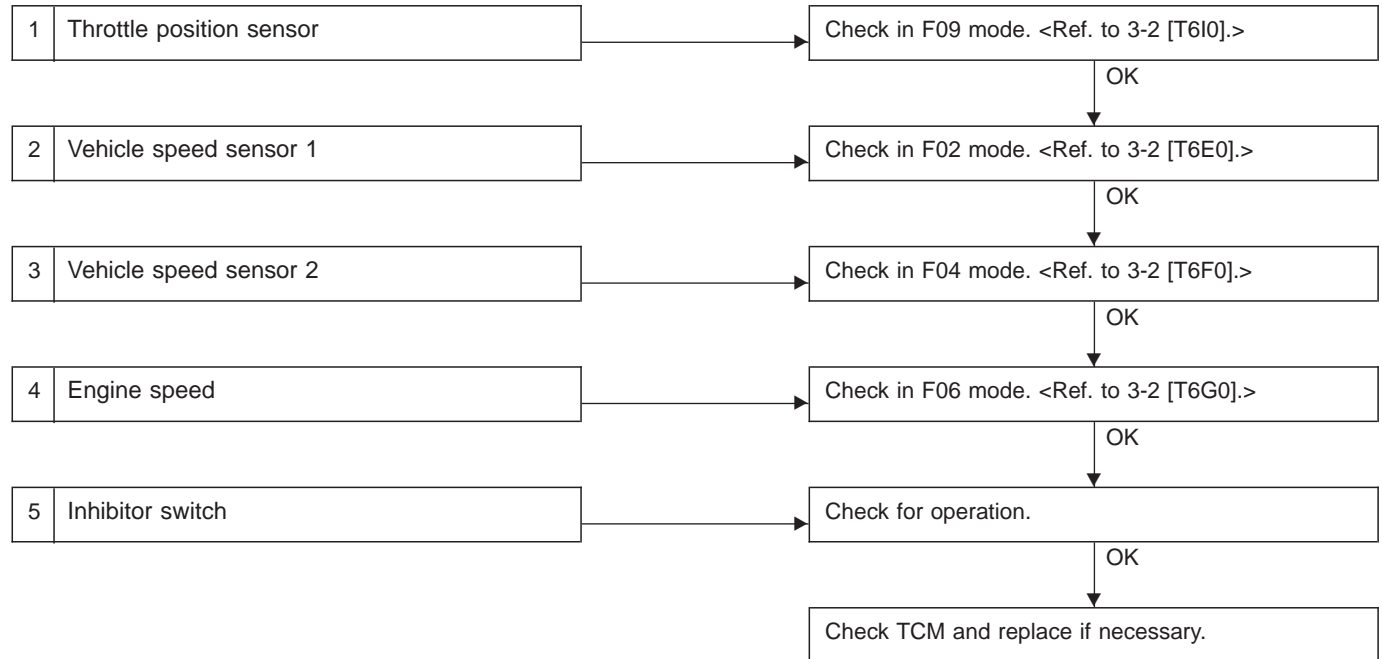 1 Throttle position sensor
Check in F09 mode. <Ref. to 3-2 [T6I0].>
OK
2 Vehicle speed sensor 1
Check in F02 mode. <Ref. to 3-2 [T6E0].>
OK
3 Vehicle speed sensor 2
Check in F04 mode. <Ref. to 3-2 [T6F0].>
OK
4 Engine speed
Check in F06 mode. <Ref. to 3-2 [T6G0].>
OK
5 Inhibitor switch
Check for operation.
OK
Check TCM and replace if necessary.